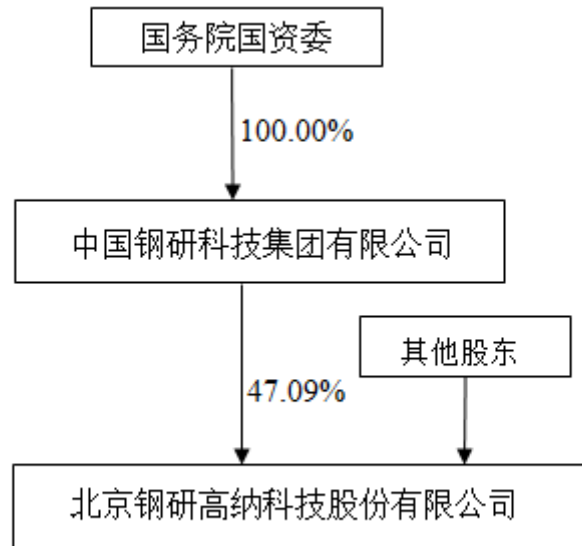 国务院国资委
100.00%
中国钢研科技集团有限公司
其他股东
47.09%
北京钢研高纳科技股份有限公司